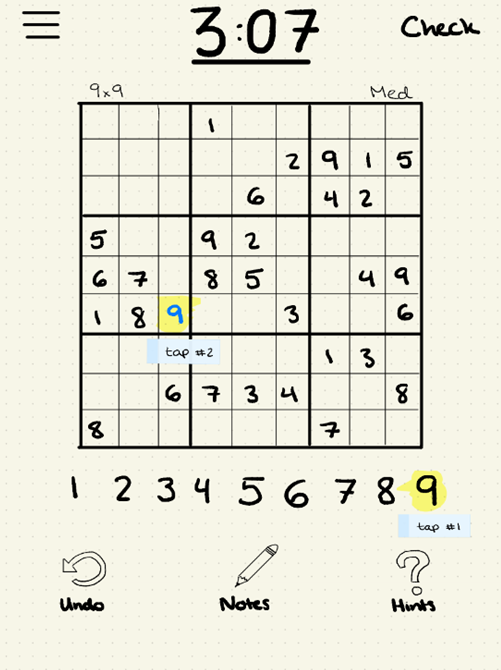 3:07
Check
9x9
Med
1
2 9 1 5
6 4 2
5 9 2
6 7 8 5 4 9
1 8 9 3 6
tap #2
1 3
6 7 3 4 8
8 7
1 2 3 4 5 6 7 8 9
tap #1
Undo
Notes
Hints